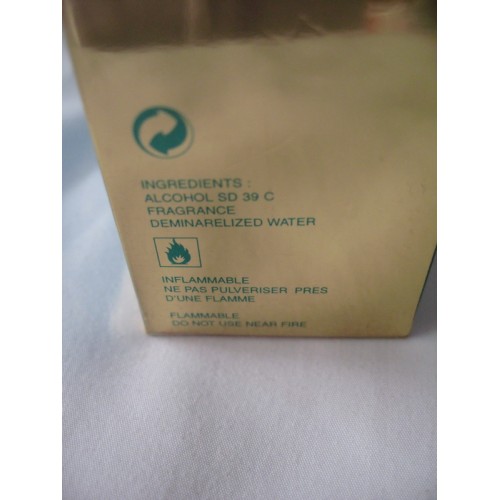 INGREDIENTS :
ALCOHOL SD 39 C
FRAGRANCE
DEMINARELIZED WATER
INFLAMMABLE
NE PAS PULVERISER PRES
D'UNE FLAMME
FLAMMABLE
DO NOT USE NEAR FIRE